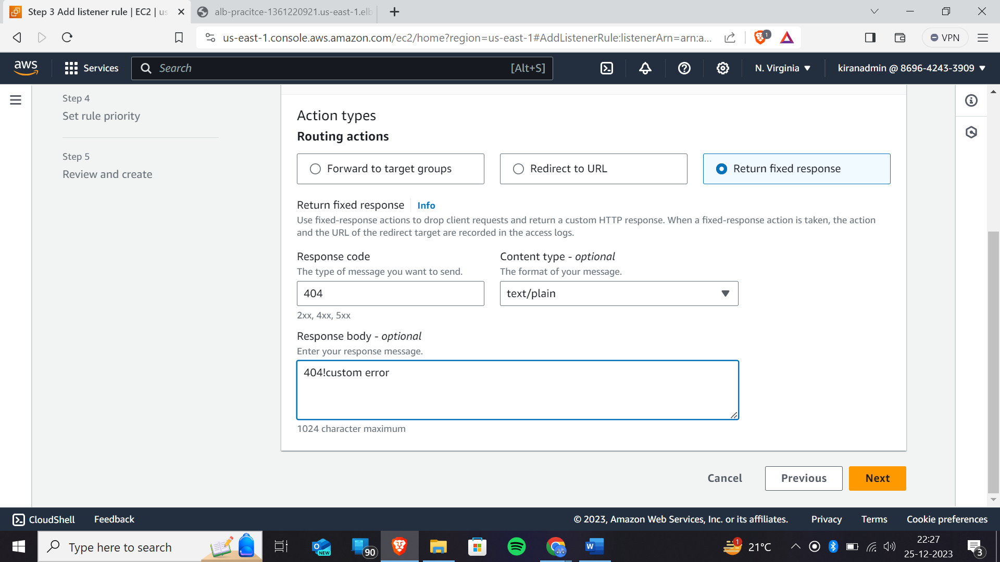 Step 3 Add listener rule | EC2 | us
alb-pracitce-1361220921.us-east-1.elb
us-east-1.console.aws.amazon.com/ec2/home?region=us-east-1#AddListenerRule:listenerArn=arn:a...
1
VPN
aws
Services
Search
[Alt+S]
N. Virginia
kiranadmin @ 8696-4243-3909
Step 4
Set rule priority
Step 5
Review and create
Action types
Routing actions
Forward to target groups
Redirect to URL
Return fixed response
Return fixed response
Info
Use fixed-response actions to drop client requests and return a custom HTTP response. When a fixed-response action is taken, the action
and the URL of the redirect target are recorded in the access logs.
Response code
Content type - optional
The type of message you want to send.
The format of your message.
404
text/plain
2xx, 4xx, 5xx
Response body - optional
Enter your response message.
404!custom error
1024 character maximum
Cancel
Previous
Next
CloudShell
Feedback
© 2023, Amazon Web Services, Inc. or its affiliates.
Privacy
Terms
Cookie preferences
Type here to search
NEW
90
W
1
21°C
22:27
25-12-2023
3